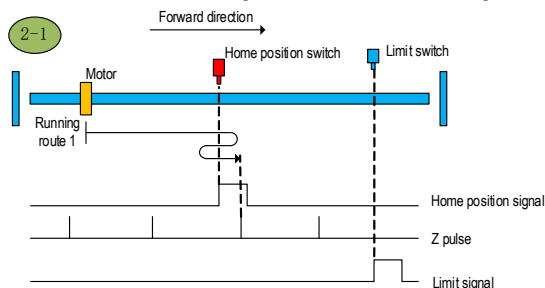 Forward direction
2-1
Home position switch
Limit switch
Motor
Running
route 1
Home position signal
Z pulse
Limit signal